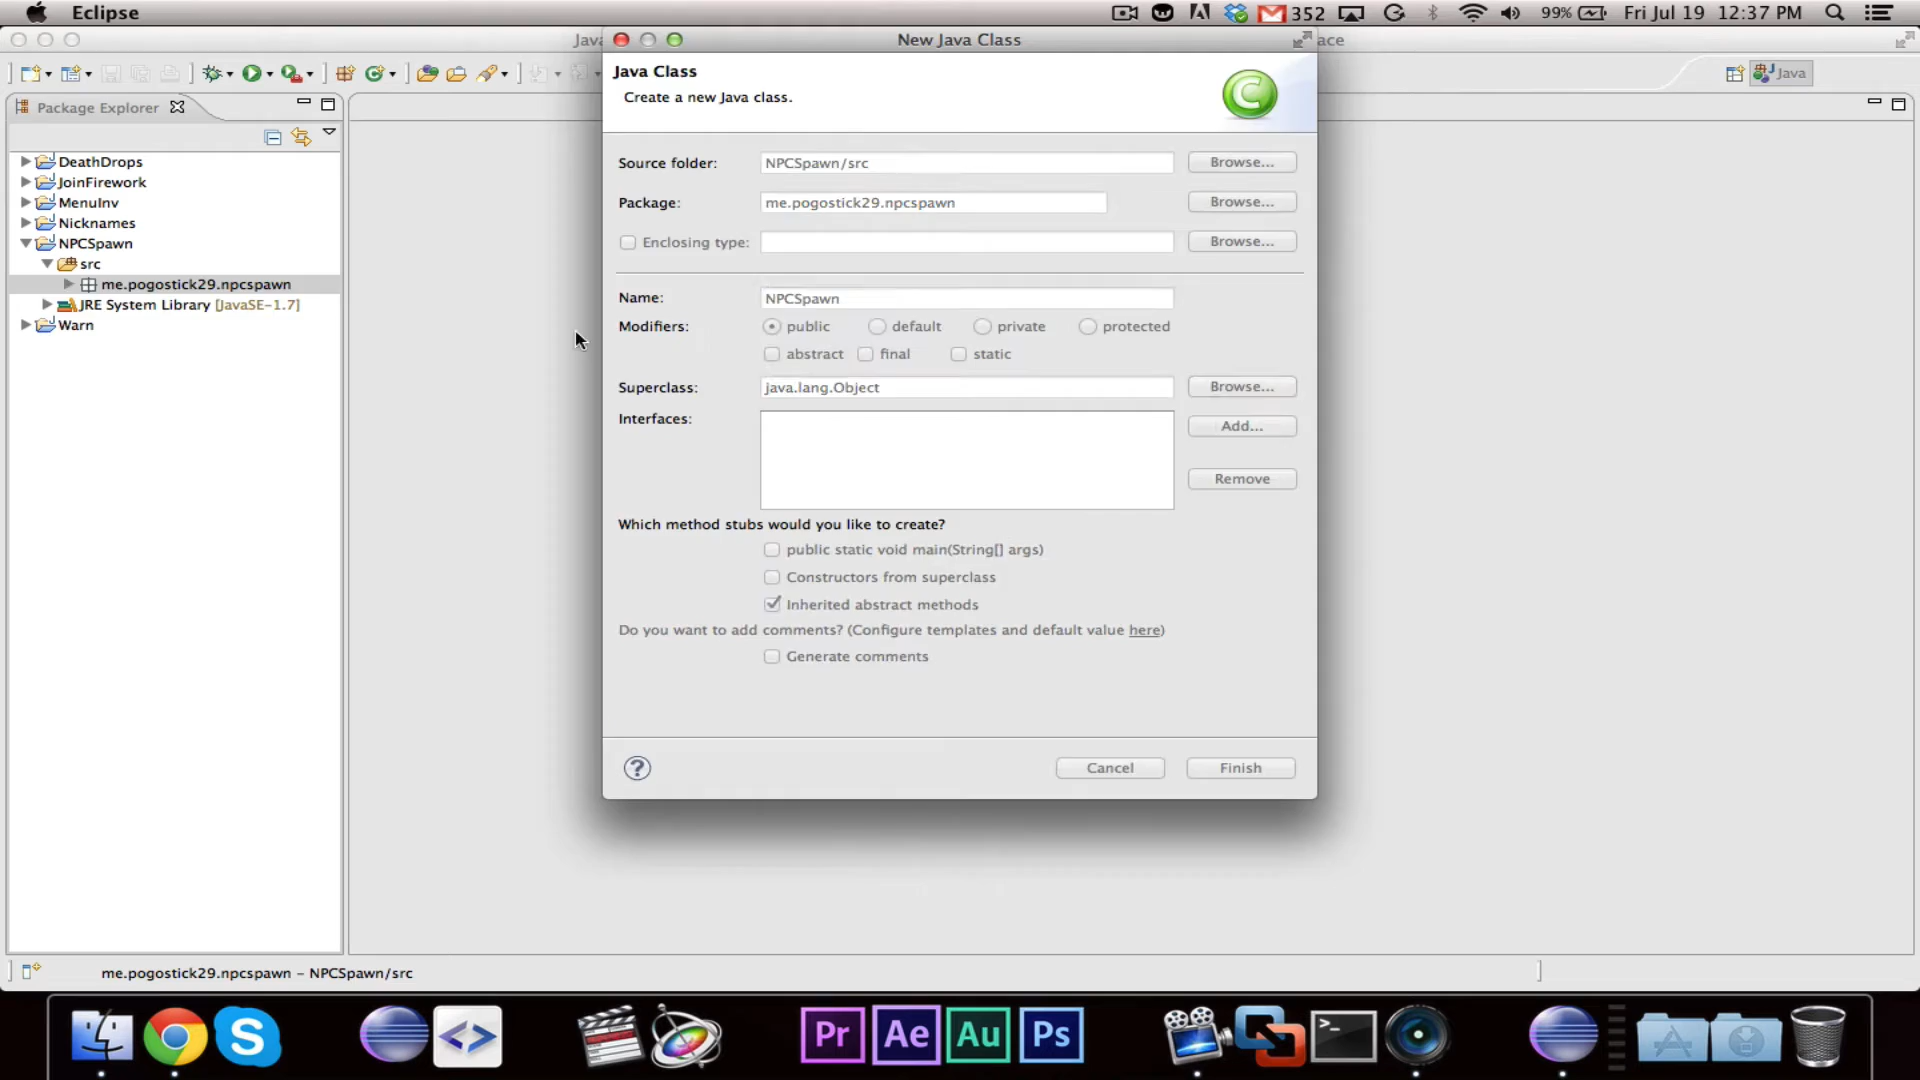 Eclipse
352
99%
Fri Jul 19 12:37 PM
Java
New Java Class
ace
Java
Package Explorer
DeathDrops
JoinFirework
MenuInv
Nicknames
NPCSpawn
src
me.pogostick29.npcspawn
JRE System Library [JavaSE-1.7]
Warn
Java Class
Create a new Java class.
Source folder: NPCSpawn/src Browse...
Package: me.pogostick29.npcspawn Browse...
Enclosing type: Browse...
Name: NPCSpawn
Modifiers: public default private protected
abstract final static
Superclass: java.lang.Object Browse...
Interfaces: Add...
Remove
Which method stubs would you like to create?
public static void main(String[] args)
Constructors from superclass
Inherited abstract methods
Do you want to add comments? (Configure templates and default value here)
Generate comments
? Cancel Finish
me.pogostick29.npcspawn - NPCSpawn/src
Pr Ae Au Ps